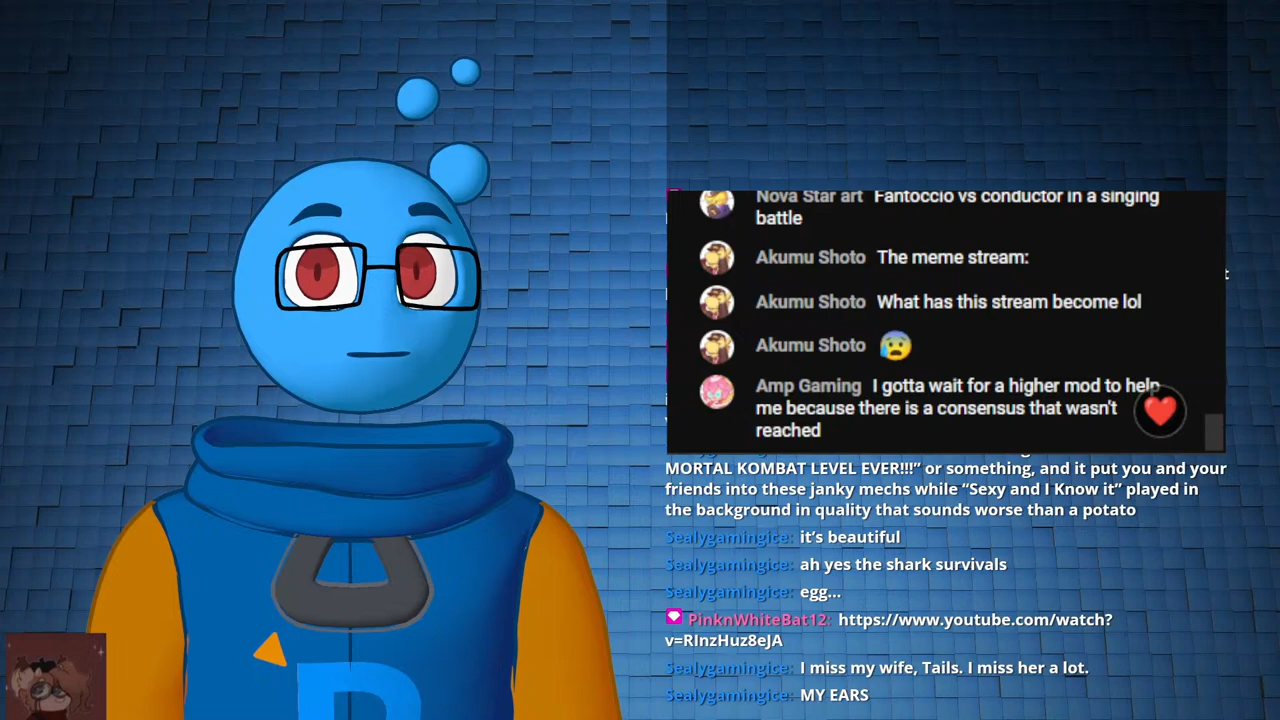 Nova Star art Fantoccio vs conductor in a singing
battle
Akumu Shoto The meme stream:
Akumu Shoto What has this stream become lol
Akumu Shoto 😰
Amp Gaming I gotta wait for a higher mod to help
me because there is a consensus that wasn't
reached
MORTAL KOMBAT LEVEL EVER!!!” or something, and it put you and your
friends into these janky mechs while “Sexy and I Know it” played in
the background in quality that sounds worse than a potato
Sealygamingice: it’s beautiful
Sealygamingice: ah yes the shark survivals
Sealygamingice: egg...
PinknWhiteBat12: https://www.youtube.com/watch?
v=RInzHuz8eJA
Sealygamingice: I miss my wife, Tails. I miss her a lot.
Sealygamingice: MY EARS